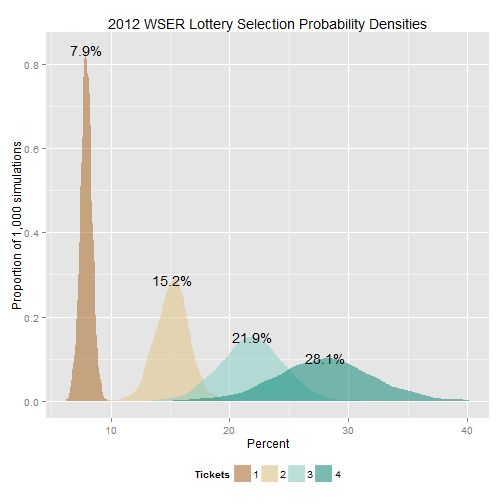 2012 WSER Lottery Selection Probability Densities
7.9%
0.8
0.6
Proportion of 1,000 simulations
0.4
15.2%
0.2
21.9%
28.1%
0.0
10 20 30 40
Percent
Tickets 1 2 3 4